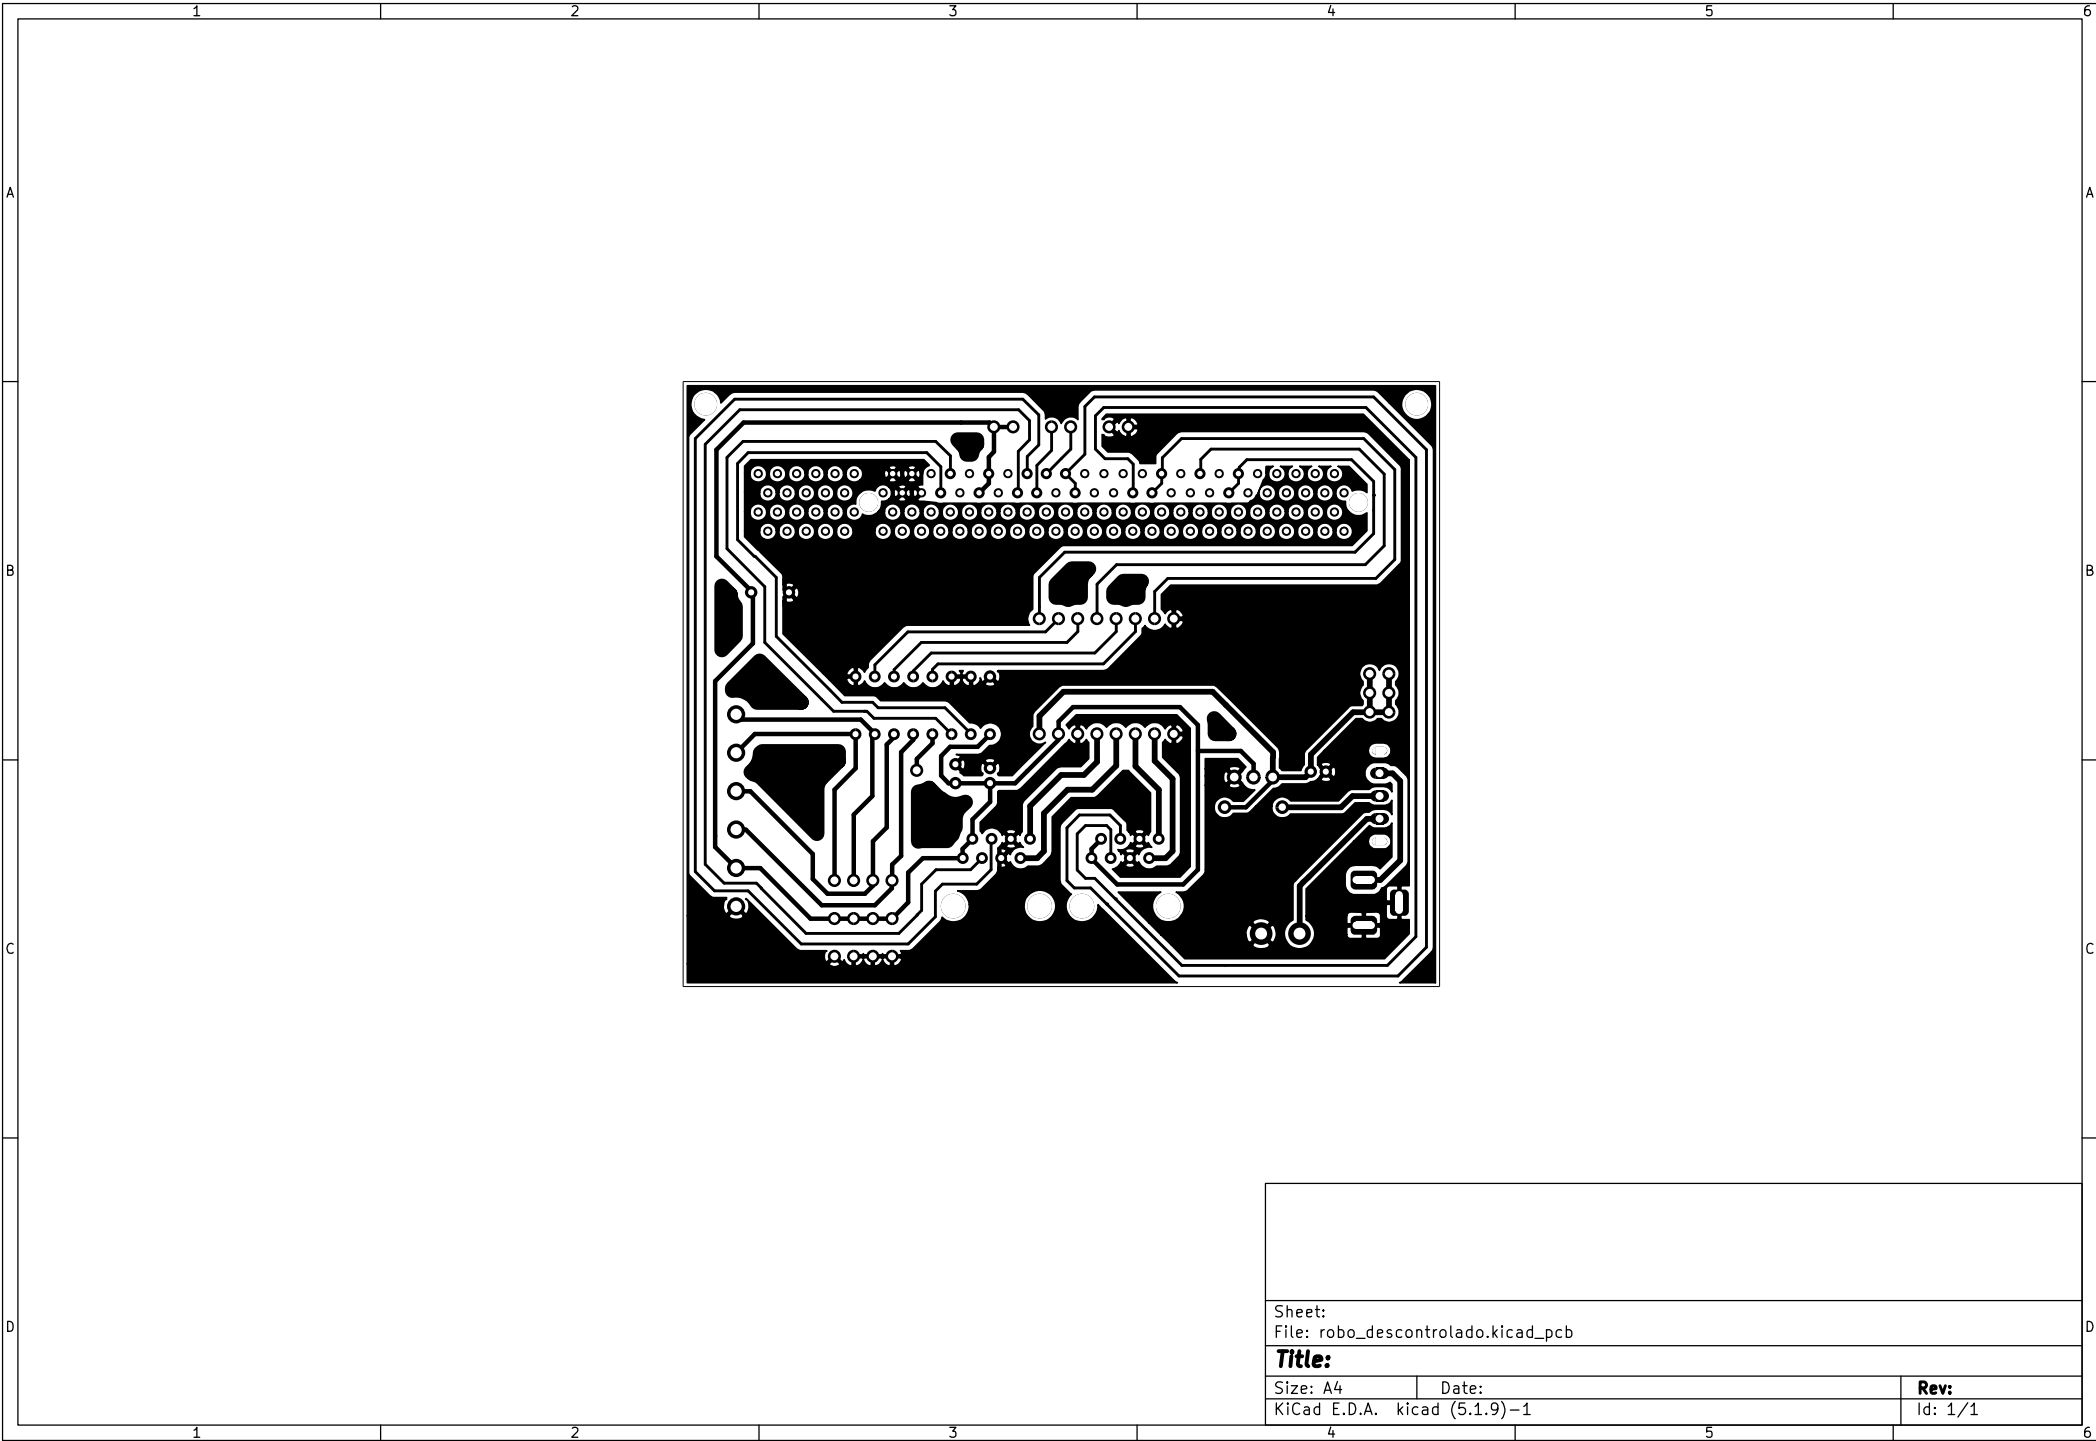 1 2 3 4 5 6
A A
B B
C C
D D
Sheet:
File: robo_descontrolado.kicad_pcb
Title:
Size: A4 Date: Rev:
KiCad E.D.A. kicad (5.1.9)-1 Id: 1/1
1 2 3 4 5 6